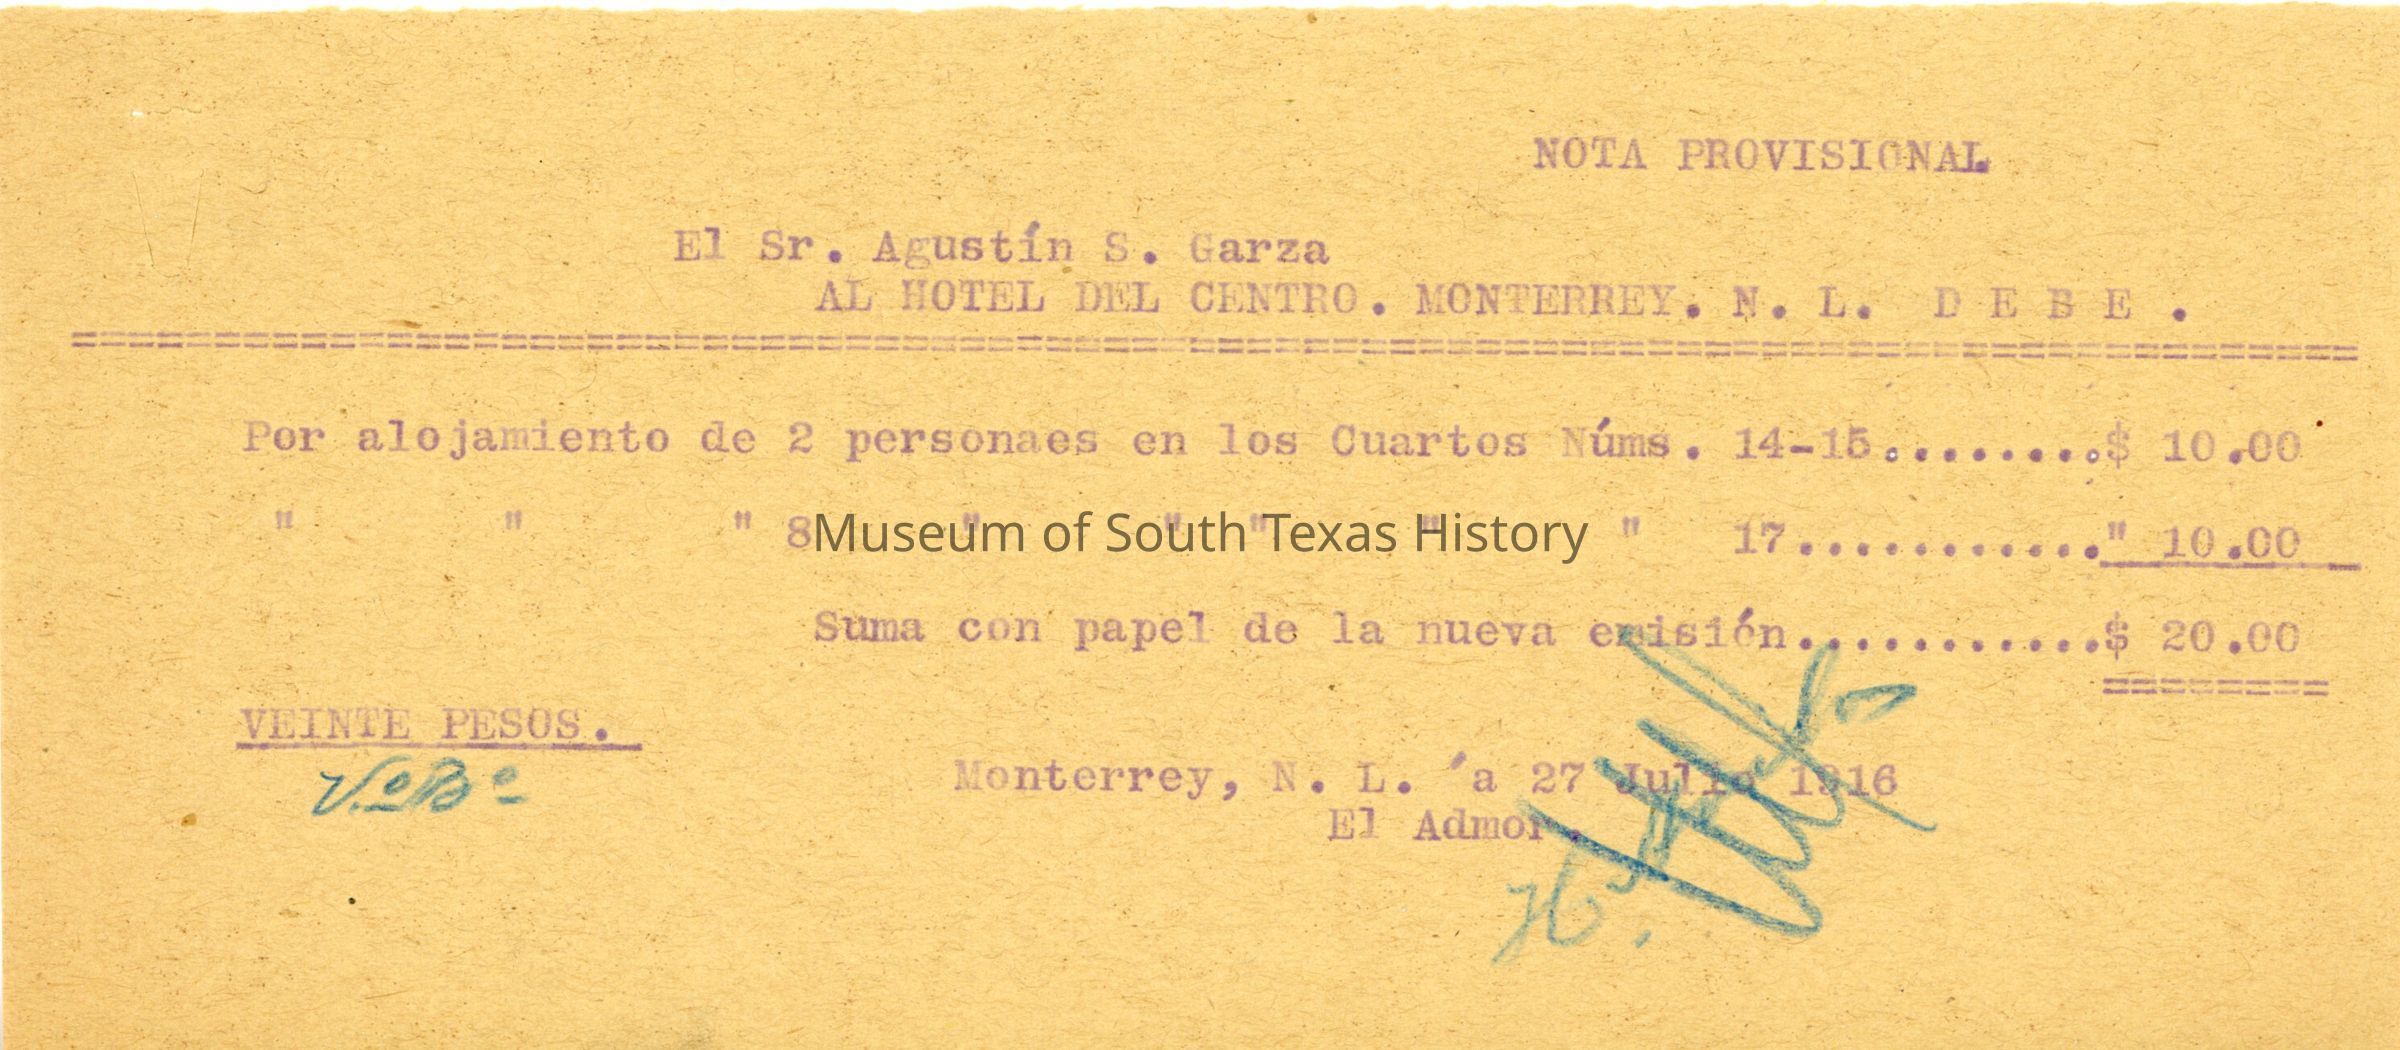 NOTA PROVISIONAL
El Sr. Agustín S. Garza
AL HOTEL DEL CENTRO. MONTERREY. N. L. D E B E .
==================================================
Por alojamiento de 2 personaes en los Cuartos Núms. 14-15........$ 10.00
" " " 8 " " " " " 17..........." 10.00
Museum of South Texas History
Suma con papel de la nueva emisión...........$ 20.00
========
VEINTE PESOS.
V.º Bº
Monterrey, N. L. ´a 27 Julio 1916
El Admor.
H.